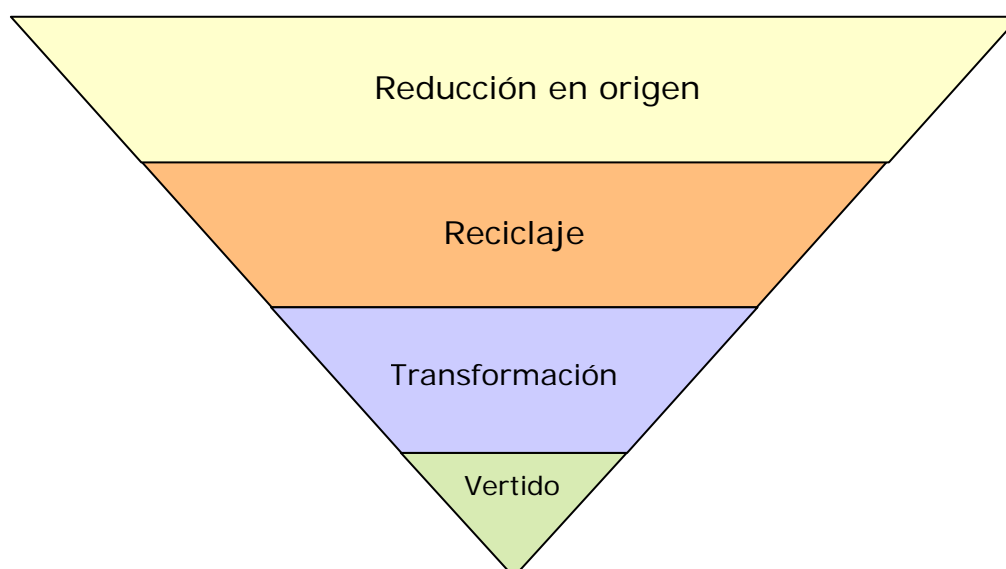 Reducción en origen
Reciclaje
Transformación
Vertido